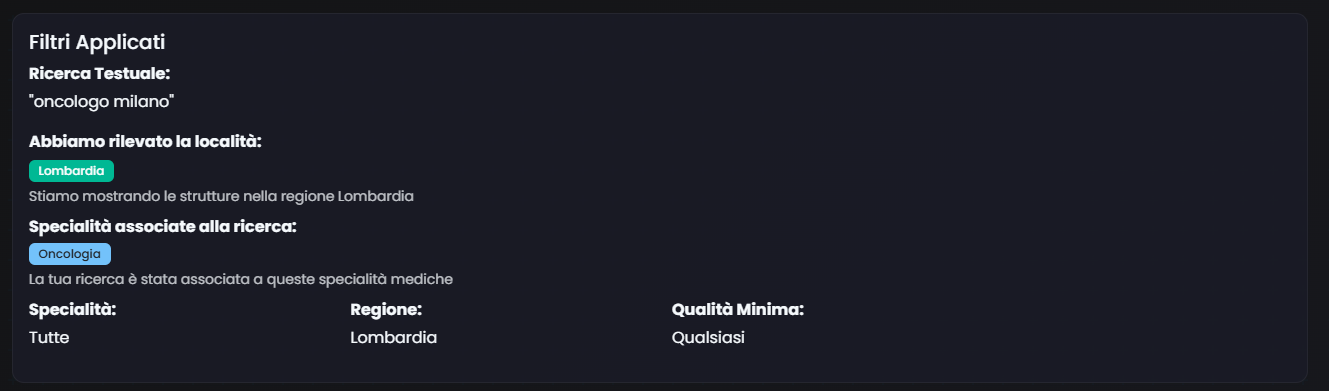 Filtri Applicati
Ricerca Testuale:
"oncologo milano"
Abbiamo rilevato la località:
Lombardia
Stiamo mostrando le strutture nella regione Lombardia
Specialità associate alla ricerca:
Oncologia
La tua ricerca è stata associata a queste specialità mediche
Specialità: Regione: Qualità Minima:
Tutte Lombardia Qualsiasi